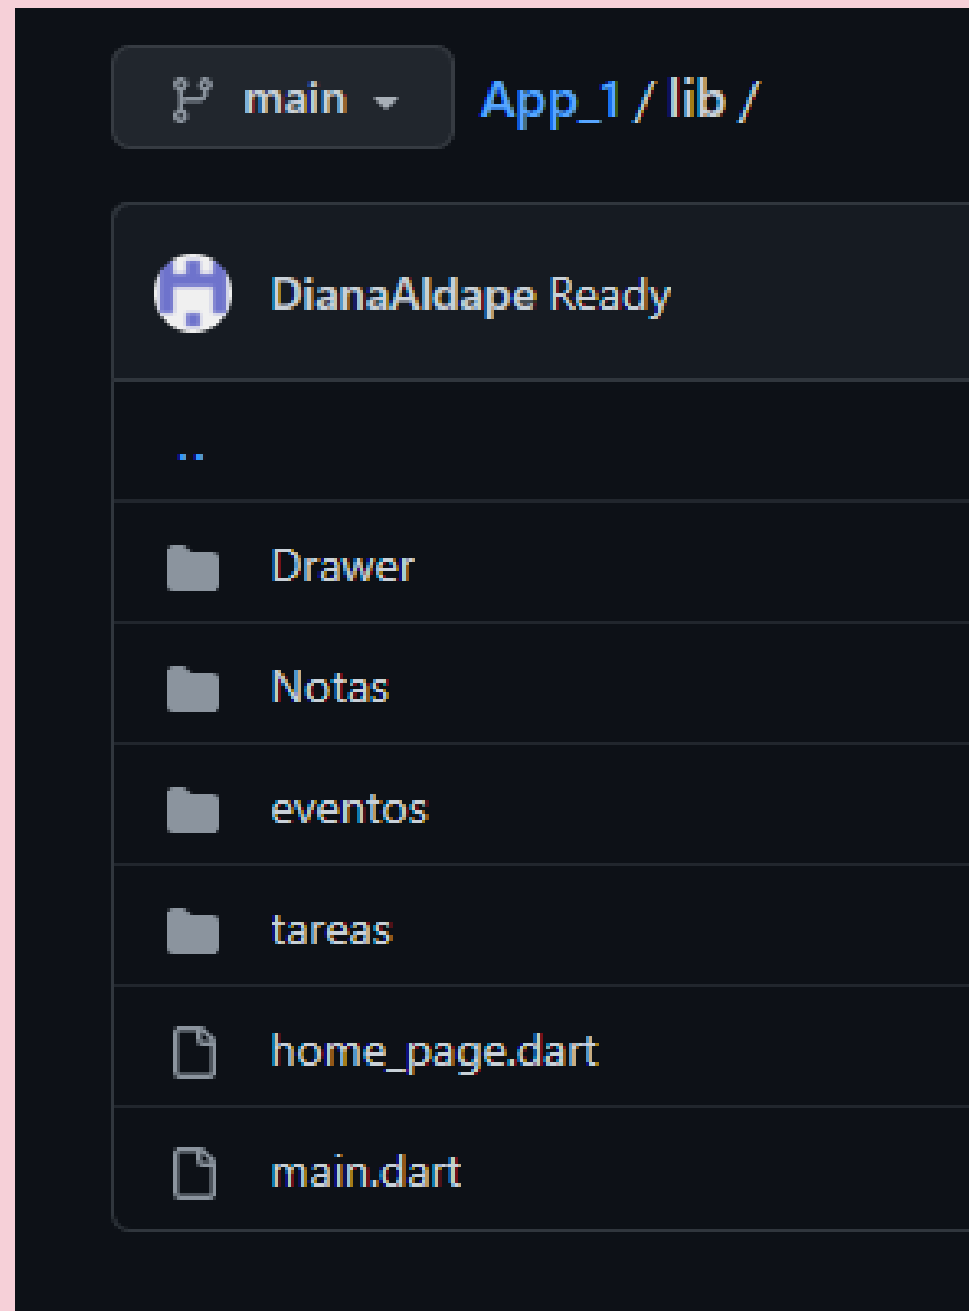 main App_1 / lib /
DianaAldape Ready
..
Drawer
Notas
eventos
tareas
home_page.dart
main.dart